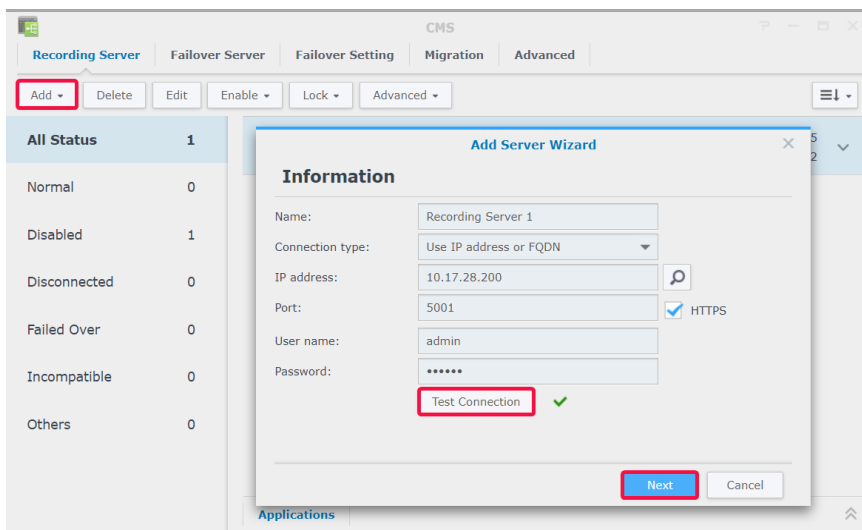 CMS
Recording Server Failover Server Failover Setting Migration Advanced
Add Delete Edit Enable Lock Advanced
All Status 1
Normal 0
Disabled 1
Disconnected 0
Failed Over 0
Incompatible 0
Others 0
5
2
Add Server Wizard
Information
Name: Recording Server 1
Connection type: Use IP address or FQDN
IP address: 10.17.28.200
Port: 5001 HTTPS
User name: admin
Password: ••••••
Test Connection
Next Cancel
Applications